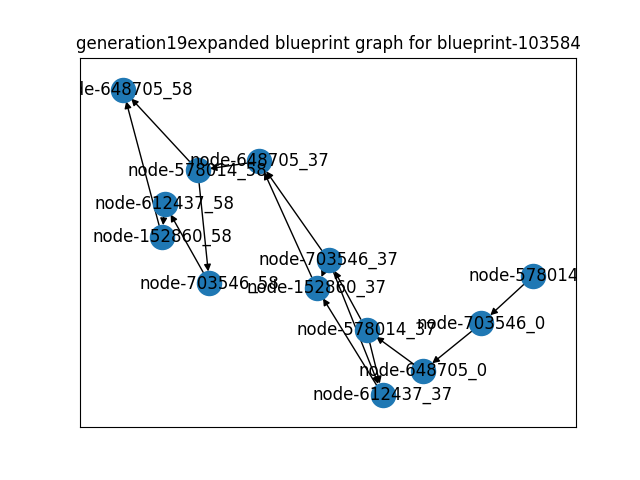 generation19expanded blueprint graph for blueprint-103584
le-648705_58
node-648705_37
node-578014_58
node-612437_58
node-152860_58
node-703546_37
node-578014
node-703546_58
node-152860_37
node-703546_0
node-578014_37
node-648705_0
node-612437_37